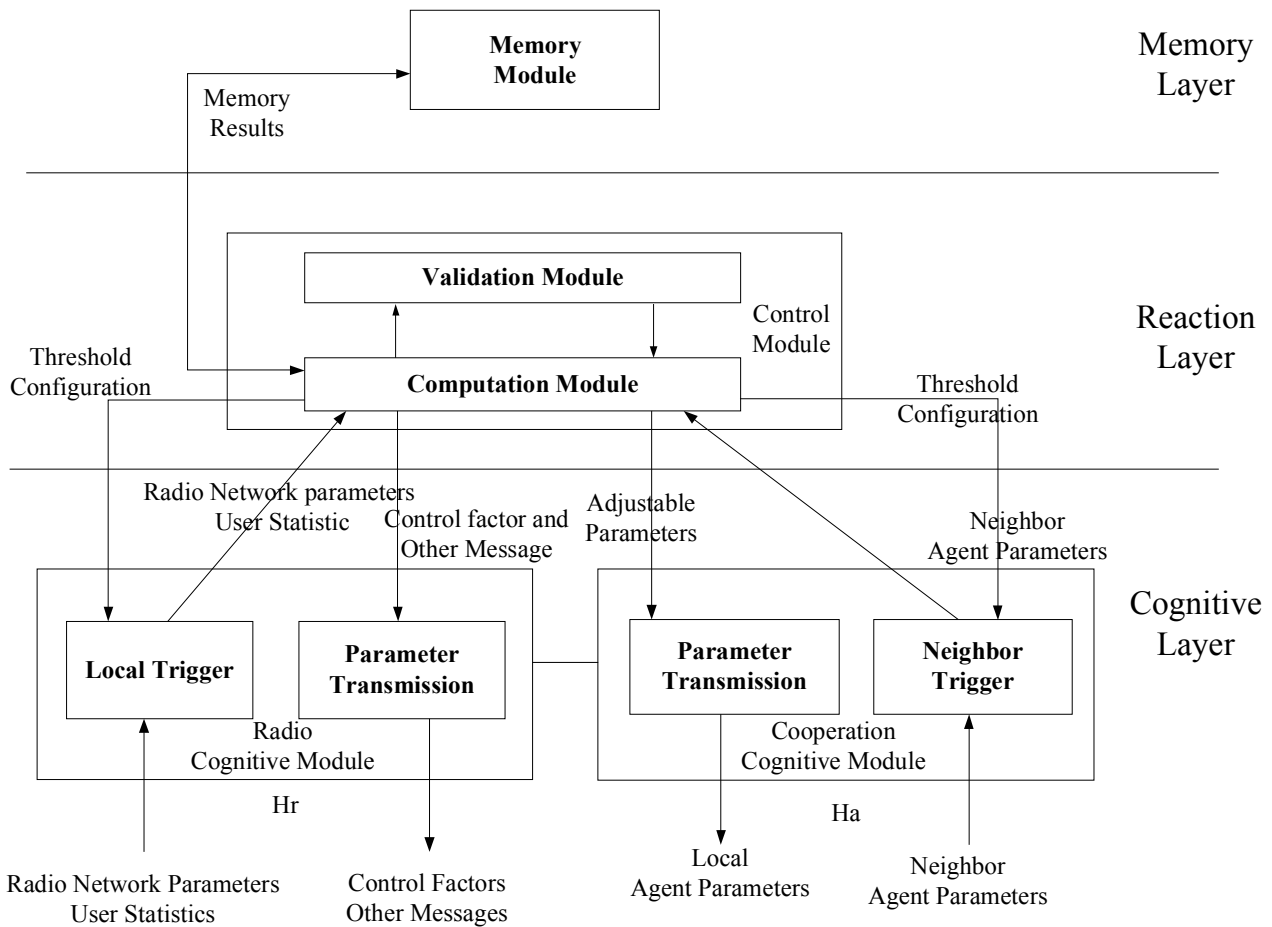 Memory
Module
Memory
Layer
Memory
Results
Validation Module
Control
Module
Reaction
Layer
Threshold
Configuration
Computation Module
Threshold
Configuration
Radio Network parameters
User Statistic
Control factor and
Other Message
Adjustable
Parameters
Neighbor
Agent Parameters
Cognitive
Layer
Local Trigger
Parameter
Transmission
Parameter
Transmission
Neighbor
Trigger
Radio
Cognitive Module
Cooperation
Cognitive Module
Hr
Ha
Radio Network Parameters
User Statistics
Control Factors
Other Messages
Local
Agent Parameters
Neighbor
Agent Parameters